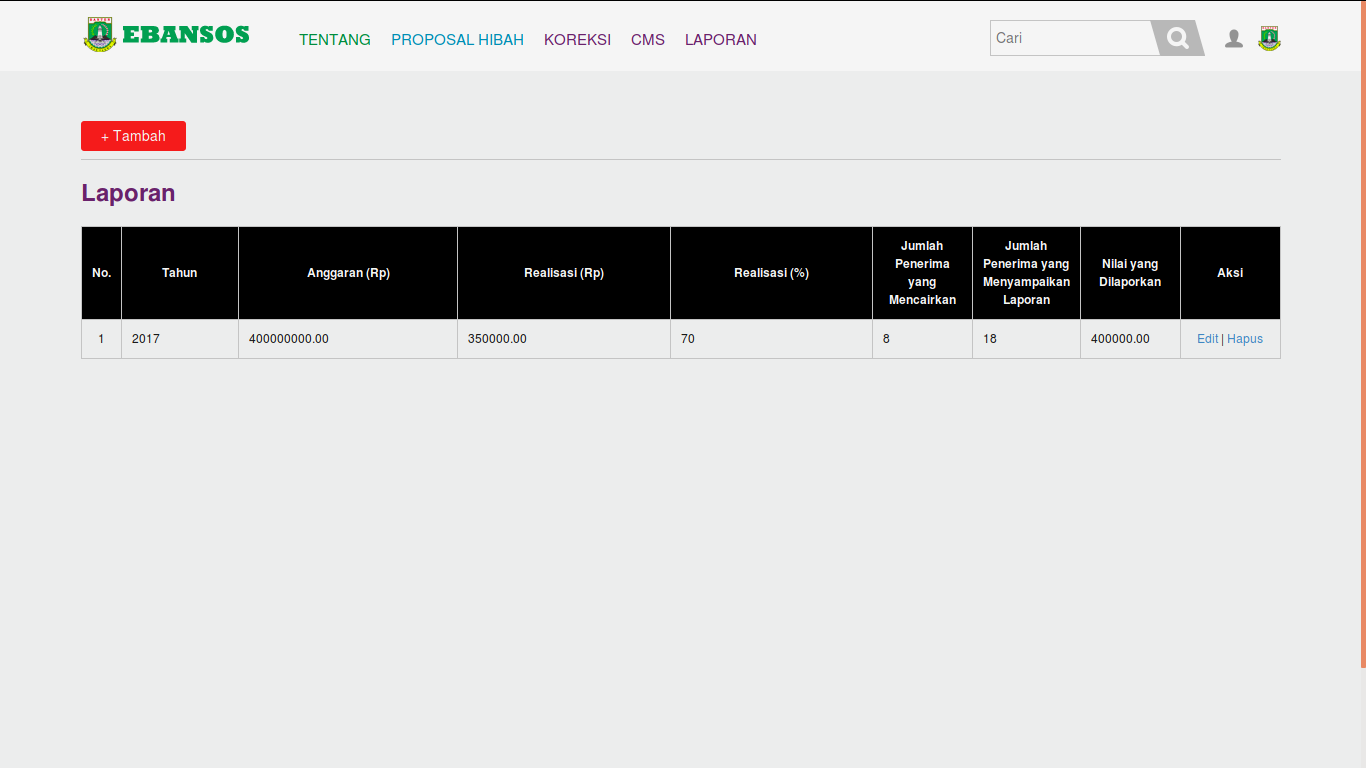 BANTEN
EBANSOS
TENTANG PROPOSAL HIBAH KOREKSI CMS LAPORAN
Cari
+ Tambah
Laporan
No. Tahun Anggaran (Rp) Realisasi (Rp) Realisasi (%) Jumlah Penerima yang Mencairkan Jumlah Penerima yang Menyampaikan Laporan Nilai yang Dilaporkan Aksi
1 2017 400000000.00 350000.00 70 8 18 400000.00 Edit | Hapus